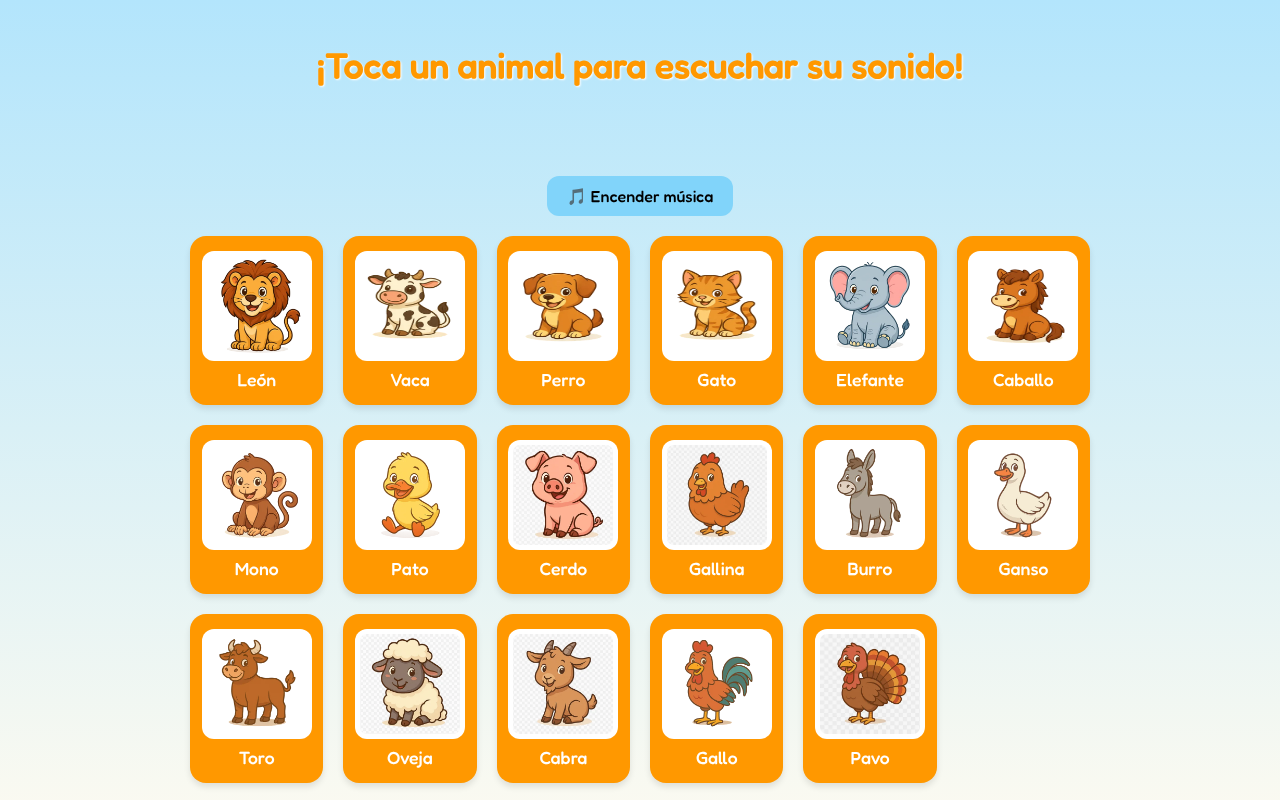 ¡Toca un animal para escuchar su sonido!
🎵 Encender música
León
Vaca
Perro
Gato
Elefante
Caballo
Mono
Pato
Cerdo
Gallina
Burro
Ganso
Toro
Oveja
Cabra
Gallo
Pavo